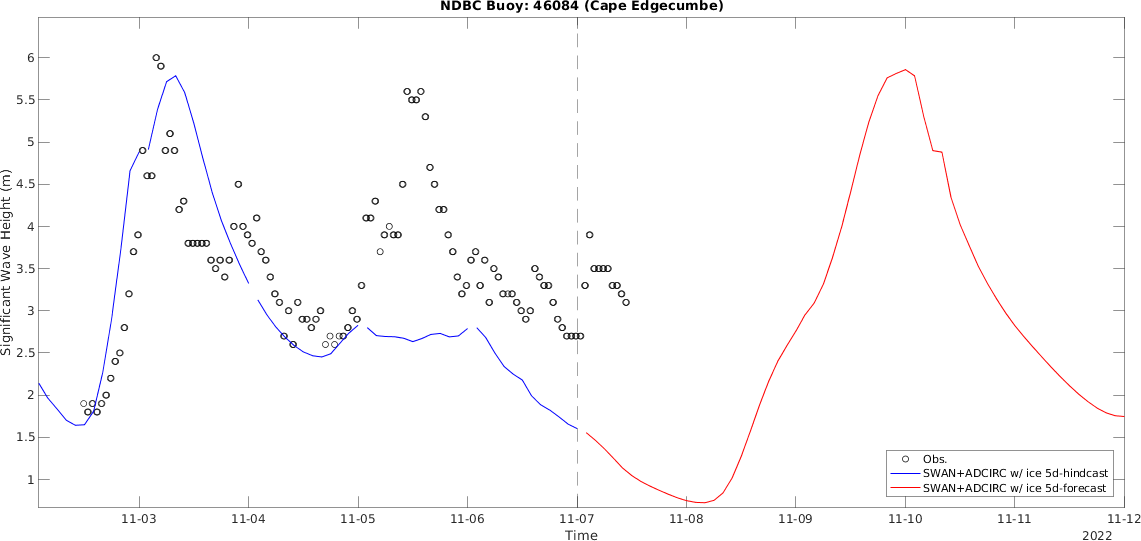 NDBC Buoy: 46084 (Cape Edgecumbe)
Significant Wave Height (m)
6
5.5
5
4.5
4
3.5
3
2.5
2
1.5
1
Obs.
SWAN+ADCIRC w/ ice 5d-hindcast
SWAN+ADCIRC w/ ice 5d-forecast
11-03 11-04 11-05 11-06 11-07 11-08 11-09 11-10 11-11 11-12
Time
2022